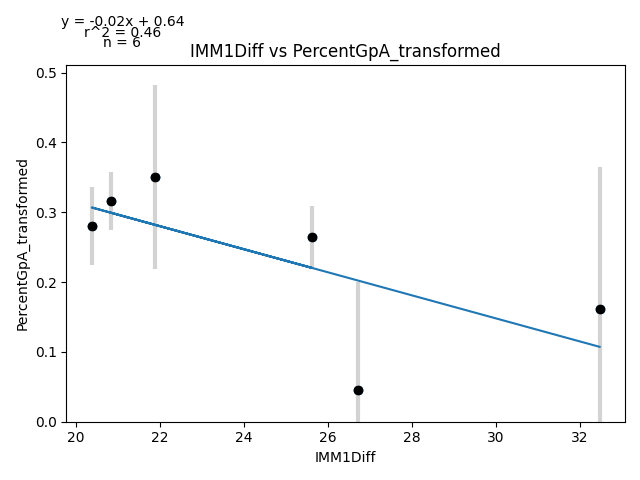 y = -0.02x + 0.64
r^2 = 0.46
n = 6
IMM1Diff vs PercentGpA_transformed
PercentGpA_transformed
0.5
0.4
0.3
0.2
0.1
0.0
20 22 24 26 28 30 32
IMM1Diff